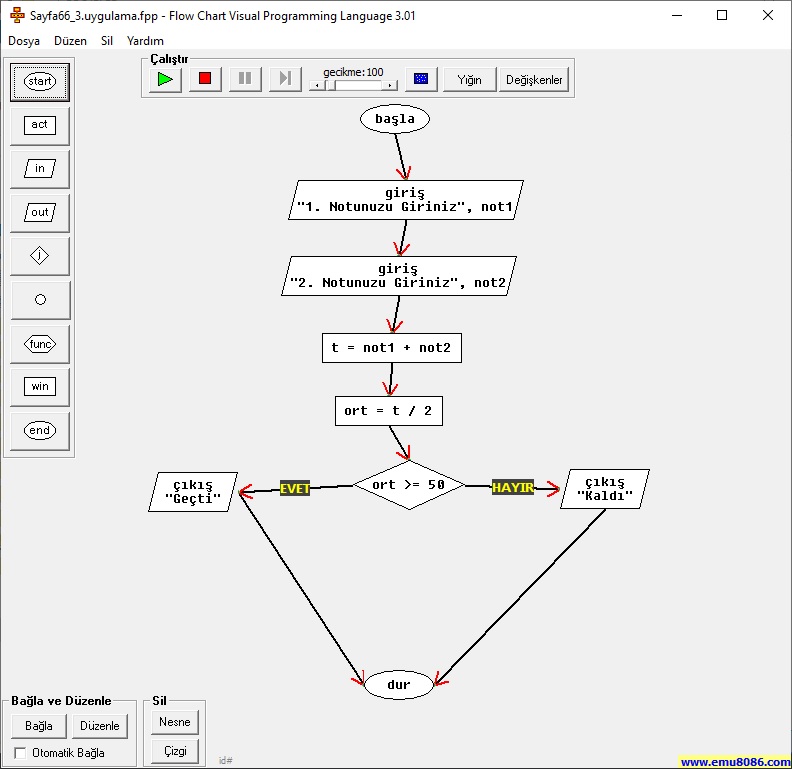 Sayfa66_3.uygulama.fpp - Flow Chart Visual Programming Language 3.01
Dosya Düzen Sil Yardım
Çalıştır
gecikme:100
Yığın
Değişkenler
start
act
in
out
j
func
win
end
başla
giriş
"1. Notunuzu Giriniz", not1
giriş
"2. Notunuzu Giriniz", not2
t = not1 + not2
ort = t / 2
çıkış
"Geçti"
EVET
ort >= 50
HAYIR
çıkış
"Kaldı"
dur
Bağla ve Düzenle
Bağla
Düzenle
Otomatik Bağla
Sil
Nesne
Çizgi
id#
www.emu8086.com